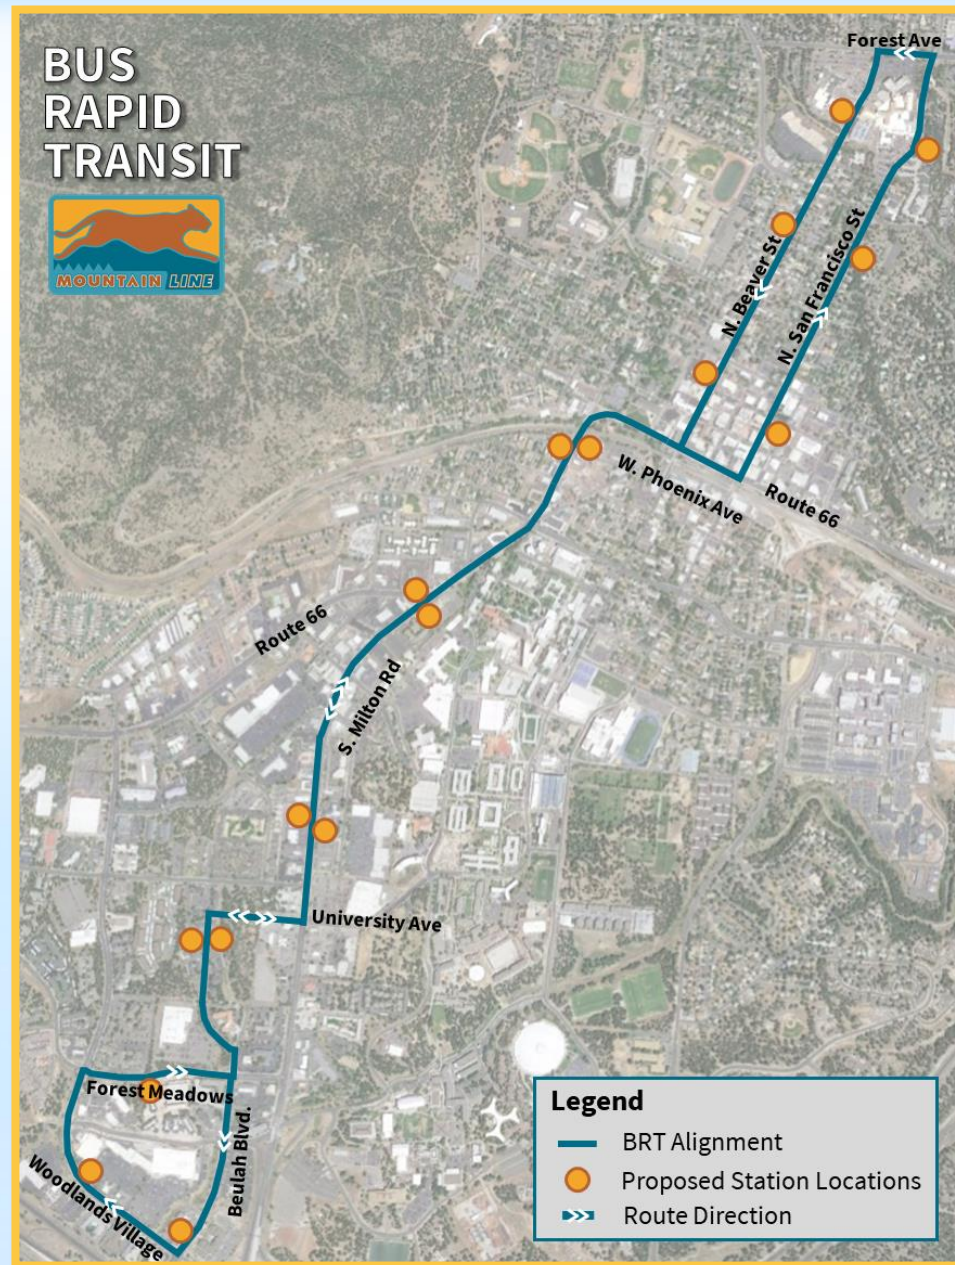 BUS
RAPID
TRANSIT
MOUNTAIN LINE
Forest Ave
N. Beaver St
N. San Francisco St
W. Phoenix Ave
Route 66
Route 66
S. Milton Rd
University Ave
Forest Meadows
Beulah Blvd.
Woodlands Village
Legend
BRT Alignment
Proposed Station Locations
Route Direction